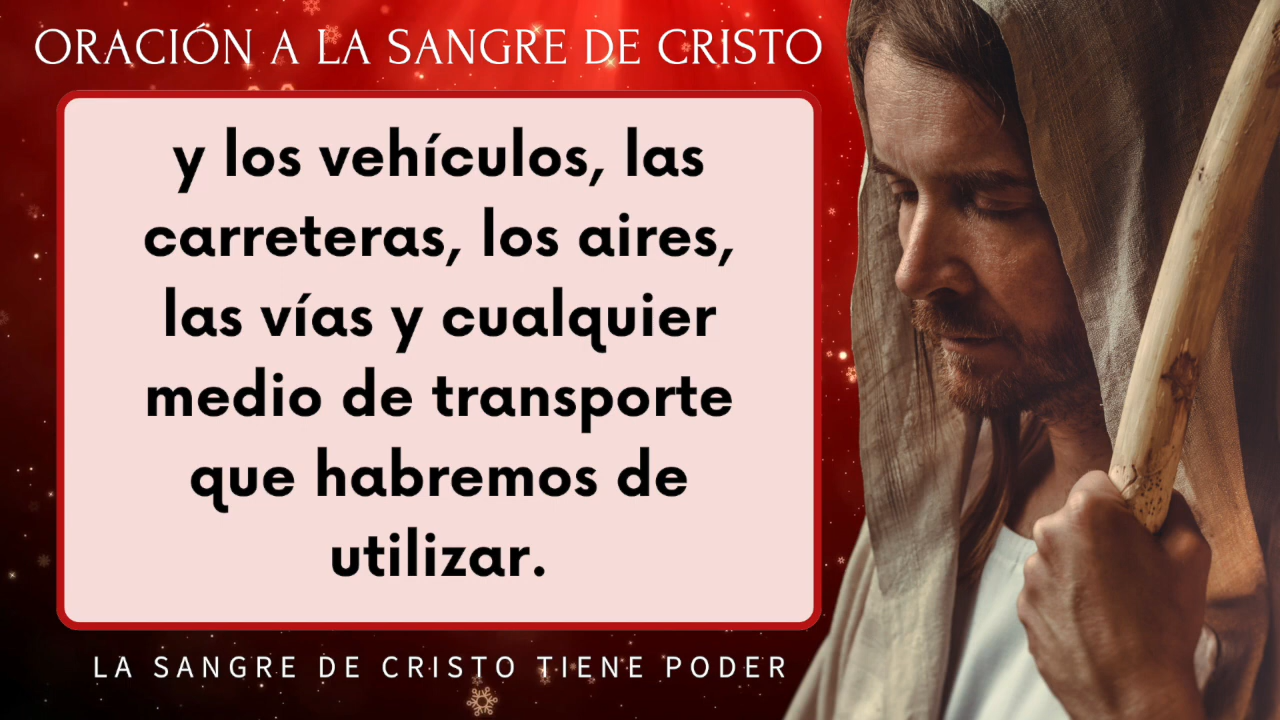 ORACIÓN A LA SANGRE DE CRISTO
y los vehículos, las
carreteras, los aires,
las vías y cualquier
medio de transporte
que habremos de
utilizar.
LA SANGRE DE CRISTO TIENE PODER